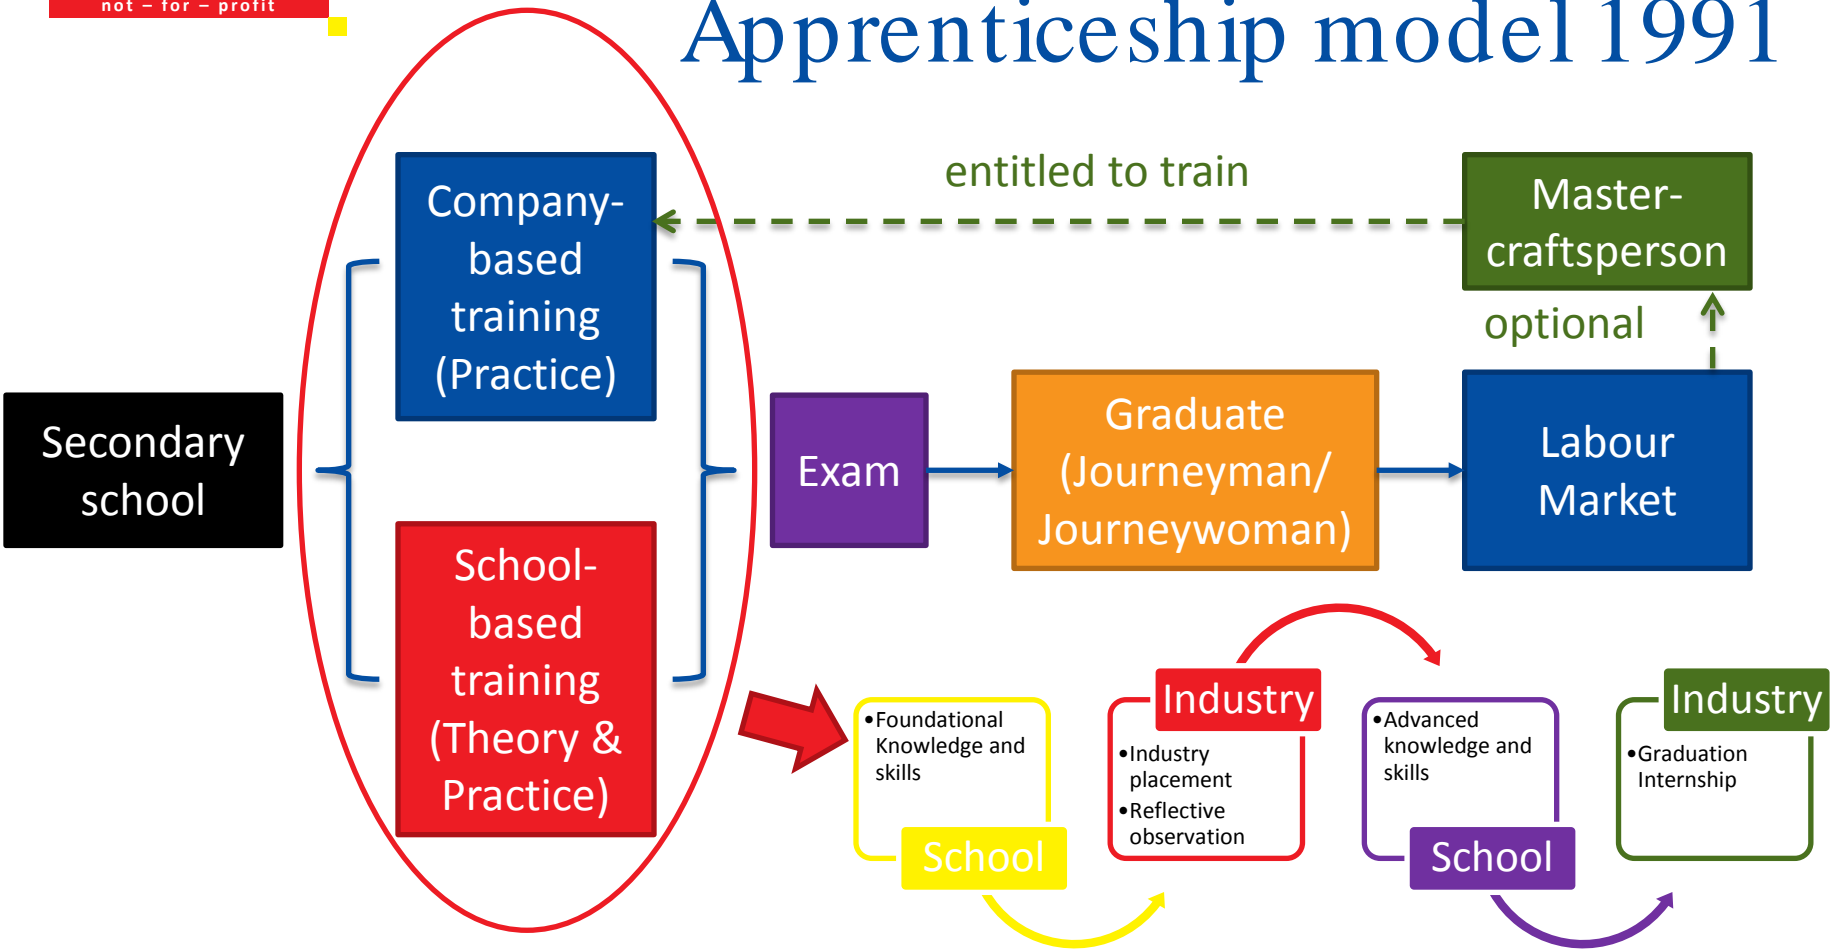 not – for – profit
Apprenticeship model 1991
Company-
based
training
(Practice)
entitled to train
Master-
craftsperson
optional
Secondary
school
Exam
Graduate
(Journeyman/
Journeywoman)
Labour
Market
School-
based
training
(Theory &
Practice)
•Foundational
Knowledge and
skills
School
Industry
•Industry
placement
•Reflective
observation
•Advanced
knowledge and
skills
School
Industry
•Graduation
Internship